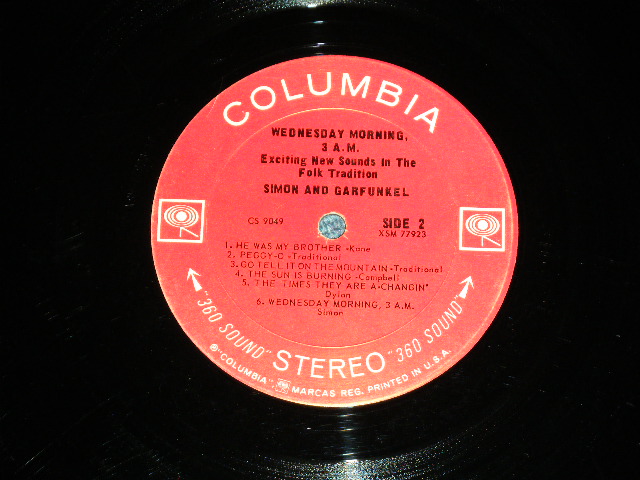 COLUMBIA
WEDNESDAY MORNING,
3 A.M.
Exciting New Sounds In The
Folk Tradition
SIMON AND GARFUNKEL
CS 9049
SIDE 2
XSM 77923
1. HE WAS MY BROTHER -Kane
2. PEGGY-O -Traditional
3. GO TELL IT ON THE MOUNTAIN -Traditional
4. THE SUN IS BURNING -Campbell
5. THE TIMES THEY ARE A-CHANGIN'
Dylan
6. WEDNESDAY MORNING, 3 A.M.
Simon
"360 SOUND" STEREO "360 SOUND"
® "COLUMBIA", MARCAS REG. PRINTED IN U.S.A.